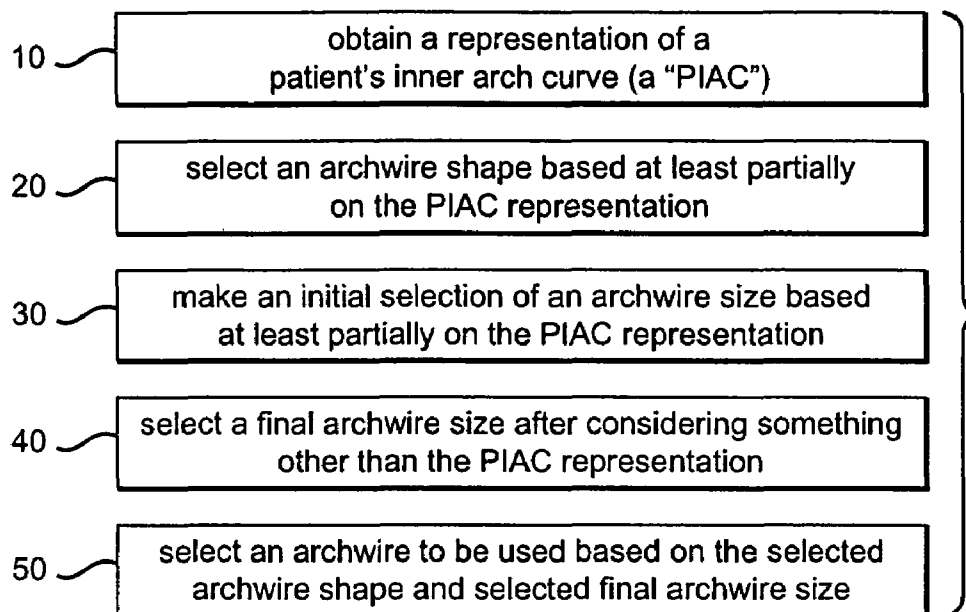 10
obtain a representation of a
patient's inner arch curve (a "PIAC")
20
select an archwire shape based at least partially
on the PIAC representation
30
make an initial selection of an archwire size based
at least partially on the PIAC representation
40
select a final archwire size after considering something
other than the PIAC representation
50
select an archwire to be used based on the selected
archwire shape and selected final archwire size